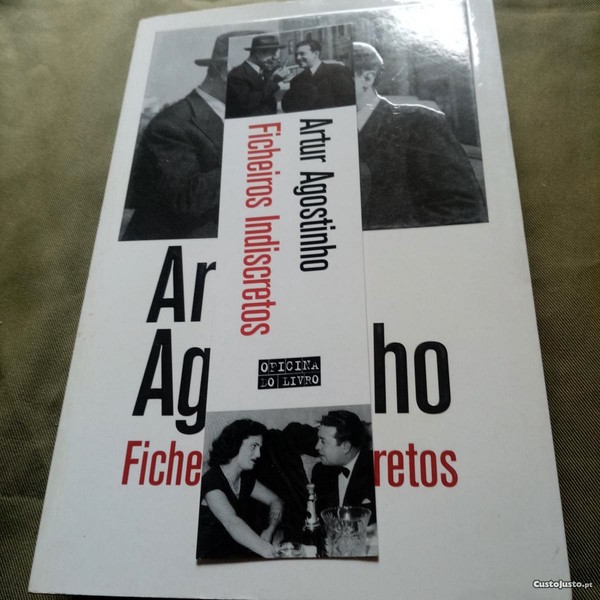 Artur Agostinho
Ficheiros Indiscretos
OFICINA
DO LIVRO
Ar
Ag ho
Fiche retos
CustoJusto.pt